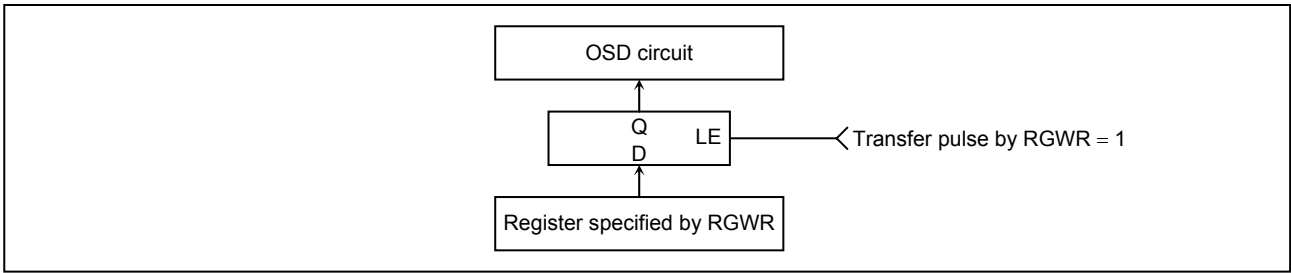 OSD circuit
Q
LE
D
Transfer pulse by RGWR = 1
Register specified by RGWR